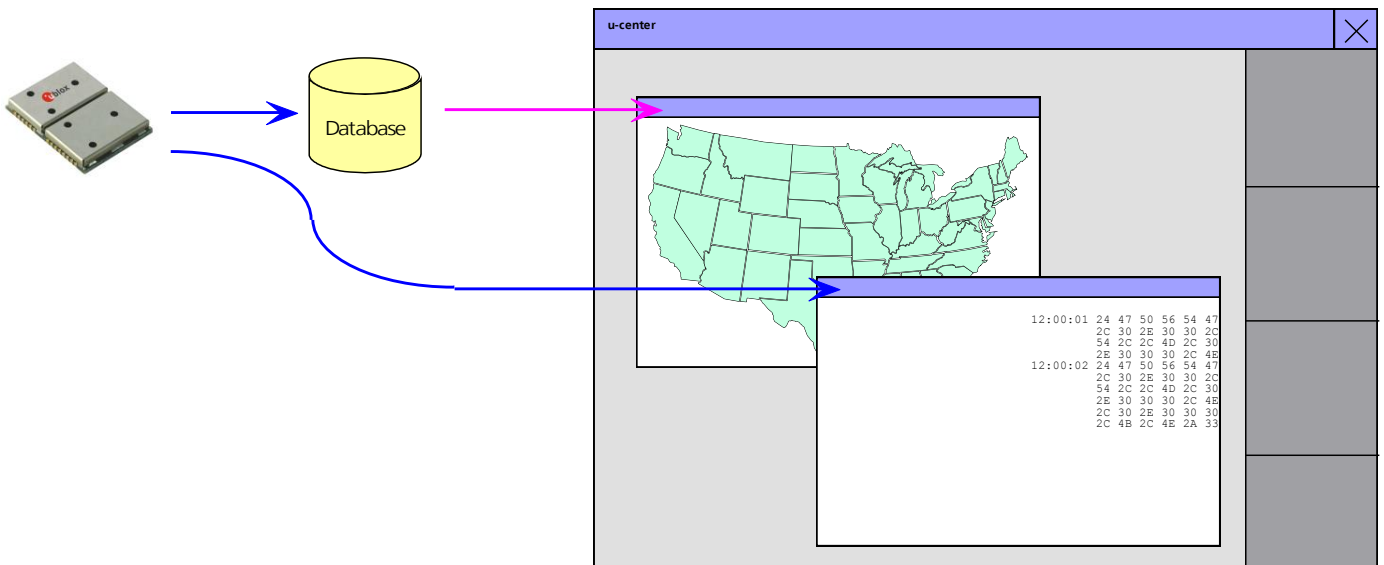 u-center
ublox
Database
12:00:01 24 47 50 56 54 47
2C 30 2E 30 30 2C
54 2C 2C 4D 2C 30
2E 30 30 30 2C 4E
12:00:02 24 47 50 56 54 47
2C 30 2E 30 30 2C
54 2C 2C 4D 2C 30
2E 30 30 30 2C 4E
2C 30 2E 30 30 30
2C 4B 2C 4E 2A 33